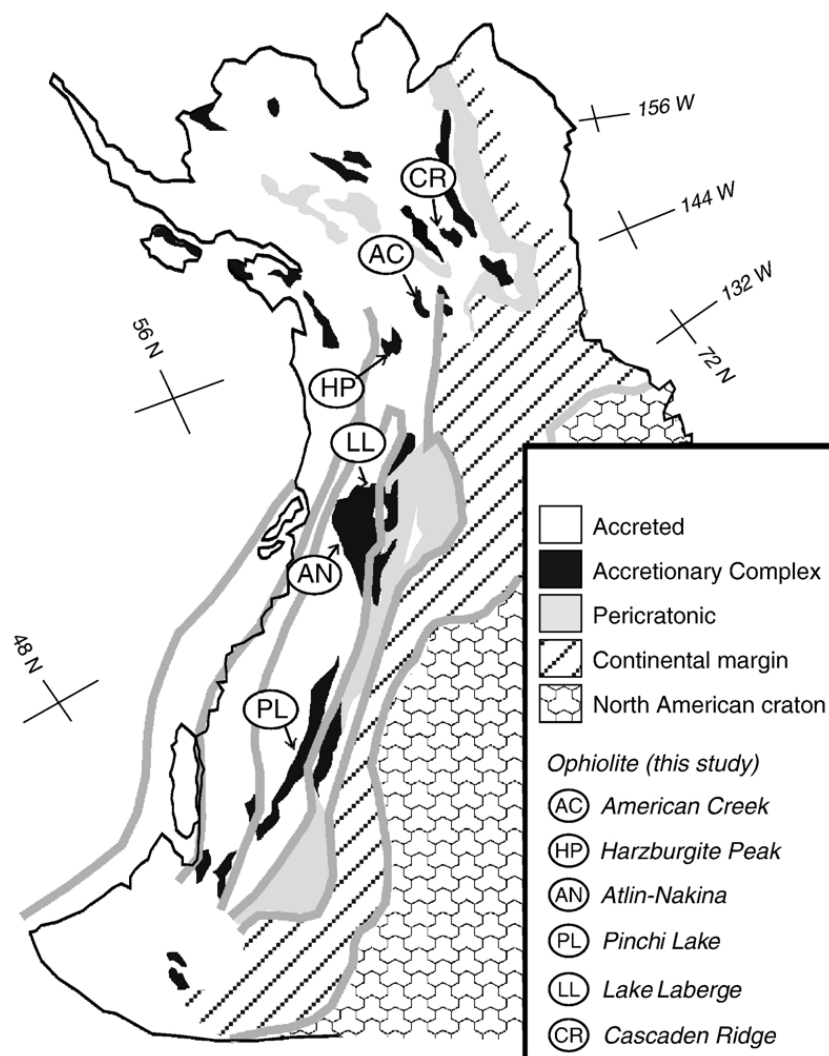 156 W
CR
144 W
AC
132 W
72 N
56 N
HP
LL
AN
48 N
PL
Accreted
Accretionary Complex
Pericratonic
Continental margin
North American craton
Ophiolite (this study)
AC American Creek
HP Harzburgite Peak
AN Atlin-Nakina
PL Pinchi Lake
LL Lake Laberge
CR Cascaden Ridge